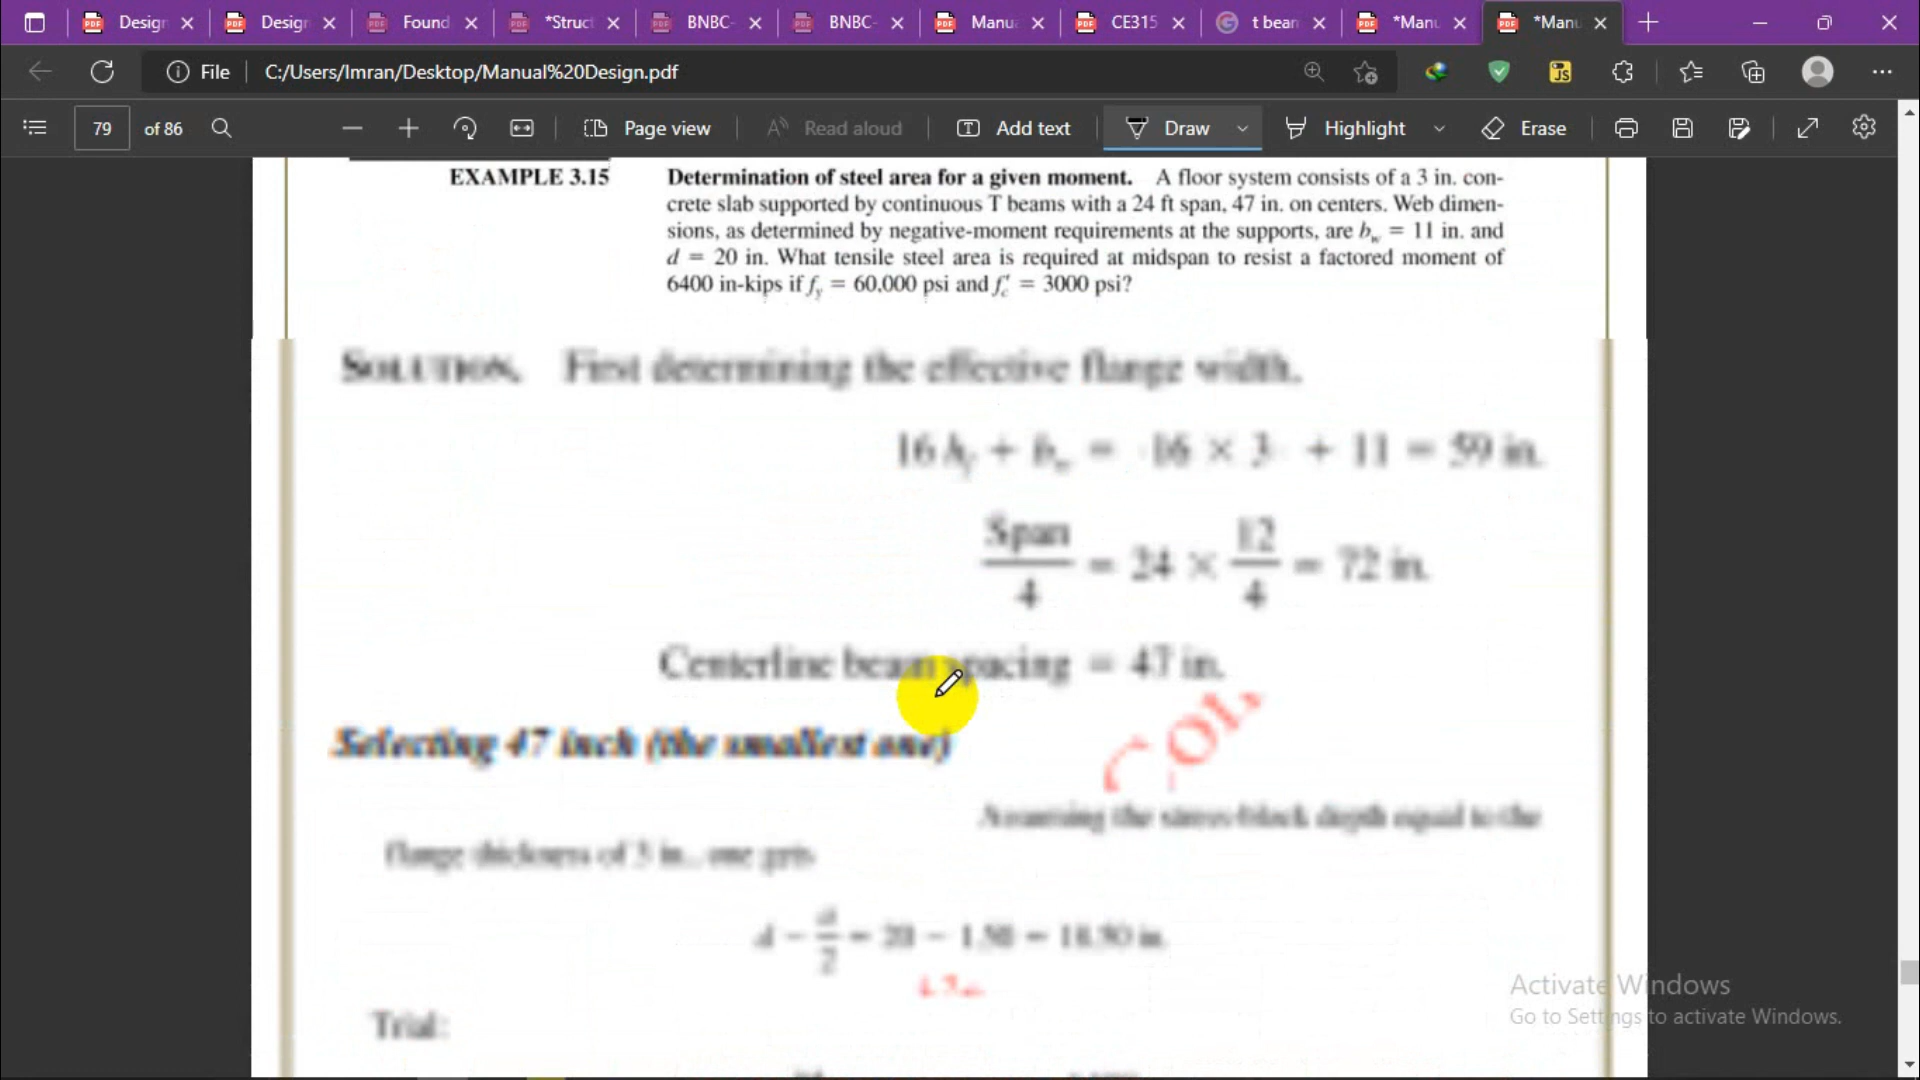 Design
Design
Found
*Struct
BNBC-
BNBC-
Manu
CE315
t bear
*Manu
*Manu
File
C:/Users/Imran/Desktop/Manual%20Design.pdf
79 of 86
Page view
Read aloud
Add text
Draw
Highlight
Erase
EXAMPLE 3.15 Determination of steel area for a given moment. A floor system consists of a 3 in. con-
crete slab supported by continuous T beams with a 24 ft span, 47 in. on centers. Web dimen-
sions, as determined by negative-moment requirements at the supports, are b_w = 11 in. and
d = 20 in. What tensile steel area is required at midspan to resist a factored moment of
6400 in-kips if f_y = 60,000 psi and f'_c = 3000 psi?
SOLUTION. First determining the effective flange width.
16 h_f + b_w = 16 × 3 + 11 = 59 in.
Span/4 = 24 × 12/4 = 72 in.
Centerline beam spacing = 47 in.
Selecting 47 inch (the smallest one)
Assuming the stress-block depth equal to the
flange thickness of 3 in., one gets
d − a/2 = 20 − 1.50 = 18.50 in.
Trial:
Activate Windows
Go to Settings to activate Windows.